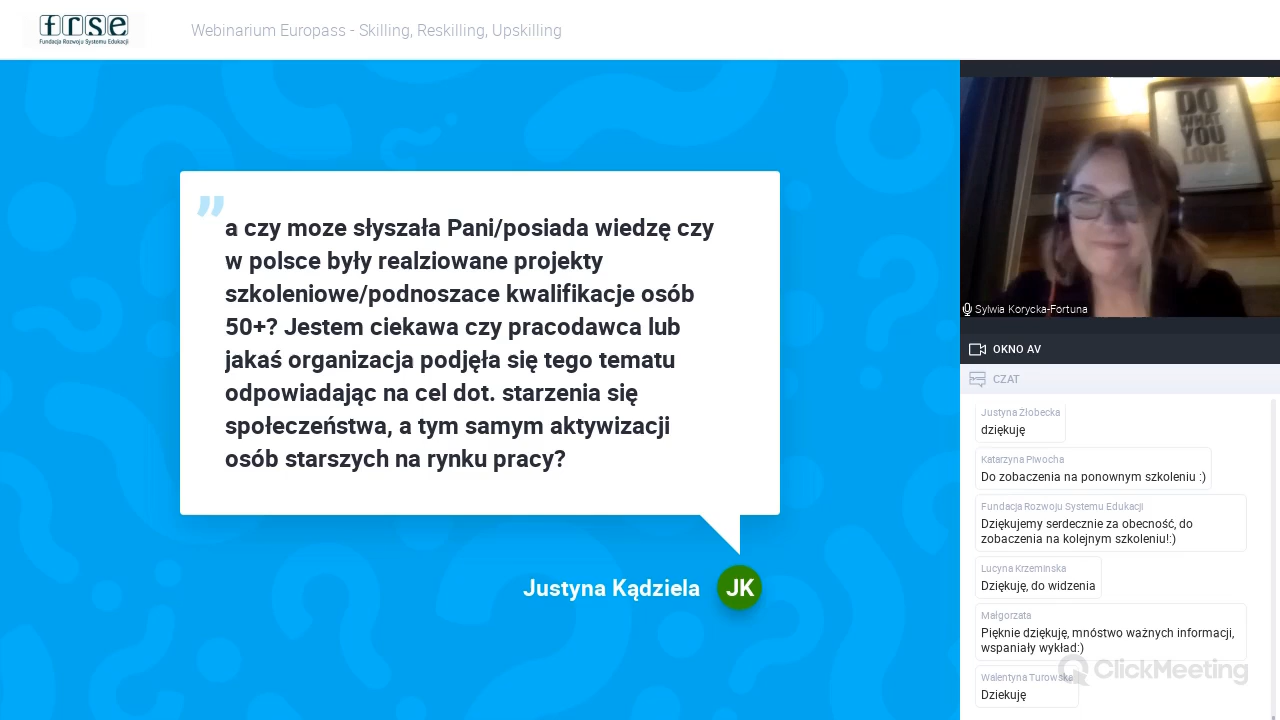 frse
Fundacja Rozwoju Systemu Edukacji
Webinarium Europass - Skilling, Reskilling, Upskilling
”
a czy moze słyszała Pani/posiada wiedzę czy
w polsce były realziowane projekty
szkoleniowe/podnoszace kwalifikacje osób
50+? Jestem ciekawa czy pracodawca lub
jakaś organizacja podjęła się tego tematu
odpowiadając na cel dot. starzenia się
społeczeństwa, a tym samym aktywizacji
osób starszych na rynku pracy?
Justyna Kądziela
JK
DO
WHAT
YOU
LOVE
Sylwia Korycka-Fortuna
OKNO AV
CZAT
Justyna Złobecka
dziękuję
Katarzyna Piwocha
Do zobaczenia na ponownym szkoleniu :)
Fundacja Rozwoju Systemu Edukacji
Dziękujemy serdecznie za obecność, do
zobaczenia na kolejnym szkoleniu!:)
Lucyna Krzeminska
Dziękuję, do widzenia
Małgorzata
Pięknie dziękuję, mnóstwo ważnych informacji,
wspaniały wykład:)
Walentyna Turowska
Dziekuję
ClickMeeting